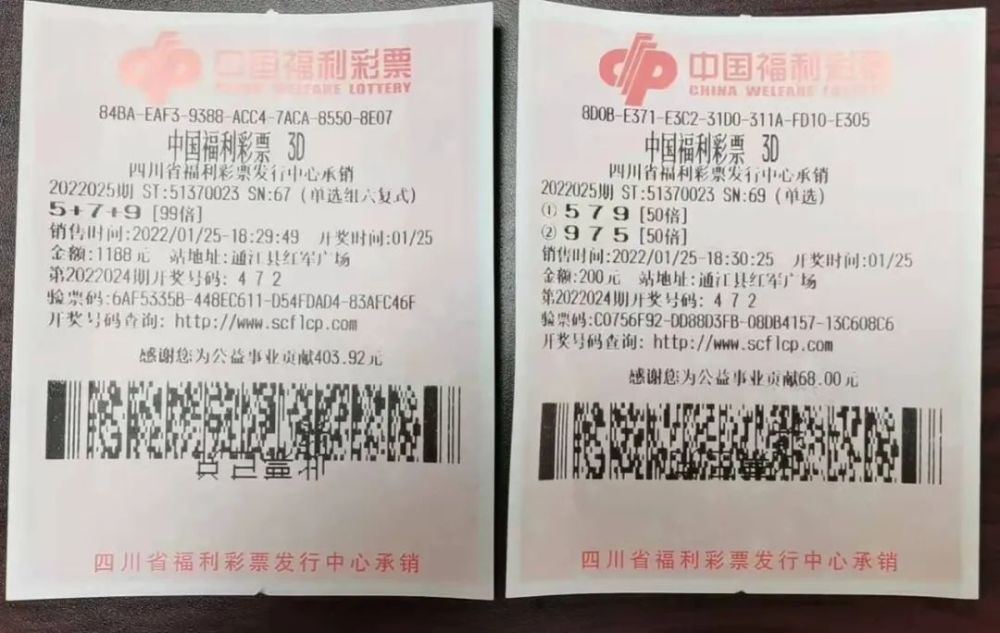 中国福利彩票
CHINA WELFARE LOTTERY
84BA-EAF3-9388-ACC4-7ACA-8550-8E07
中国福利彩票 3D
四川省福利彩票发行中心承销
2022025期 ST:51370023 SN:67 (单选组六复式)
5+7+9 [99倍]
销售时间:2022/01/25-18:29:49 开奖时间:01/25
金额:1188元 站地址:通江县红军广场
第2022024期开奖号码: 4 7 2
验票码:6AF5335B-448EC611-D54FDAD4-83AFC46F
开奖号码查询: http://www.scflcp.com
感谢您为公益事业贡献403.92元
四川省福利彩票发行中心承销
中国福利彩票
CHINA WELFARE LOTTERY
8D0B-E371-E3C2-31D0-311A-FD10-E305
中国福利彩票 3D
四川省福利彩票发行中心承销
2022025期 ST:51370023 SN:69 (单选)
① 5 7 9 [50倍]
② 9 7 5 [50倍]
销售时间:2022/01/25-18:30:25 开奖时间:01/25
金额:200元 站地址:通江县红军广场
第2022024期开奖号码: 4 7 2
验票码:C0756F92-DD88D3FB-08DB4157-13C608C6
开奖号码查询: http://www.scflcp.com
感谢您为公益事业贡献68.00元
四川省福利彩票发行中心承销